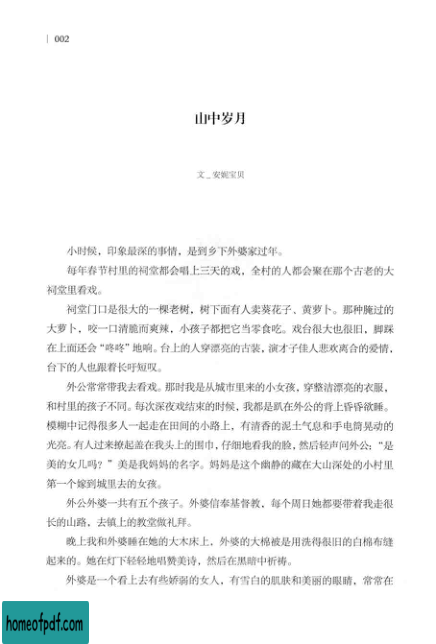 002
山中岁月
文 _ 安妮宝贝
小时候，印象最深的事情，是到乡下外婆家过年。
每年春节村里的祠堂都会唱上三天的戏，全村的人都会聚在那个古老的大
祠堂里看戏。
祠堂门口是很大的一棵老树，树下面有人卖葵花子、黄萝卜。那种腌过的
大萝卜，咬一口清脆而爽辣，小孩子都把它当零食吃。戏台很大也很旧，脚踩
在上面还会“咚咚”地响。台上的人穿漂亮的古装，演才子佳人悲欢离合的爱情，
台下的人也跟着长吁短叹。
外公常常带我去看戏。那时我是从城市里来的小女孩，穿整洁漂亮的衣服，
和村里的孩子不同。每次深夜戏结束的时候，我都是趴在外公的背上昏昏欲睡。
模糊中记得很多人一起走在田间的小路上，有清香的泥土气息和手电筒晃动的
光亮。有人过来撩起盖在我头上的围巾，仔细地看我的脸，然后轻声问外公：“是
美的女儿吗？”美是我妈妈的名字。妈妈是这个幽静的藏在大山深处的小村里
第一个嫁到城里去的女孩。
外公外婆一共有五个孩子。外婆信奉基督教，每个周日她都要带着我走很
长的山路，去镇上的教堂做礼拜。
晚上我和外婆睡在她的大木床上，外婆的大棉被是用洗得很旧的白棉布缝
起来的。她在灯下轻轻地唱赞美诗，然后在黑暗中祈祷。
外婆是一个看上去有些娇弱的女人，有雪白的肌肤和美丽的眼睛，常常在
homeofpdf.com